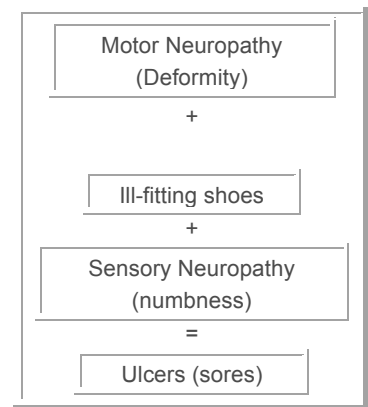 Motor Neuropathy
(Deformity)
+
Ill-fitting shoes
+
Sensory Neuropathy
(numbness)
=
Ulcers (sores)